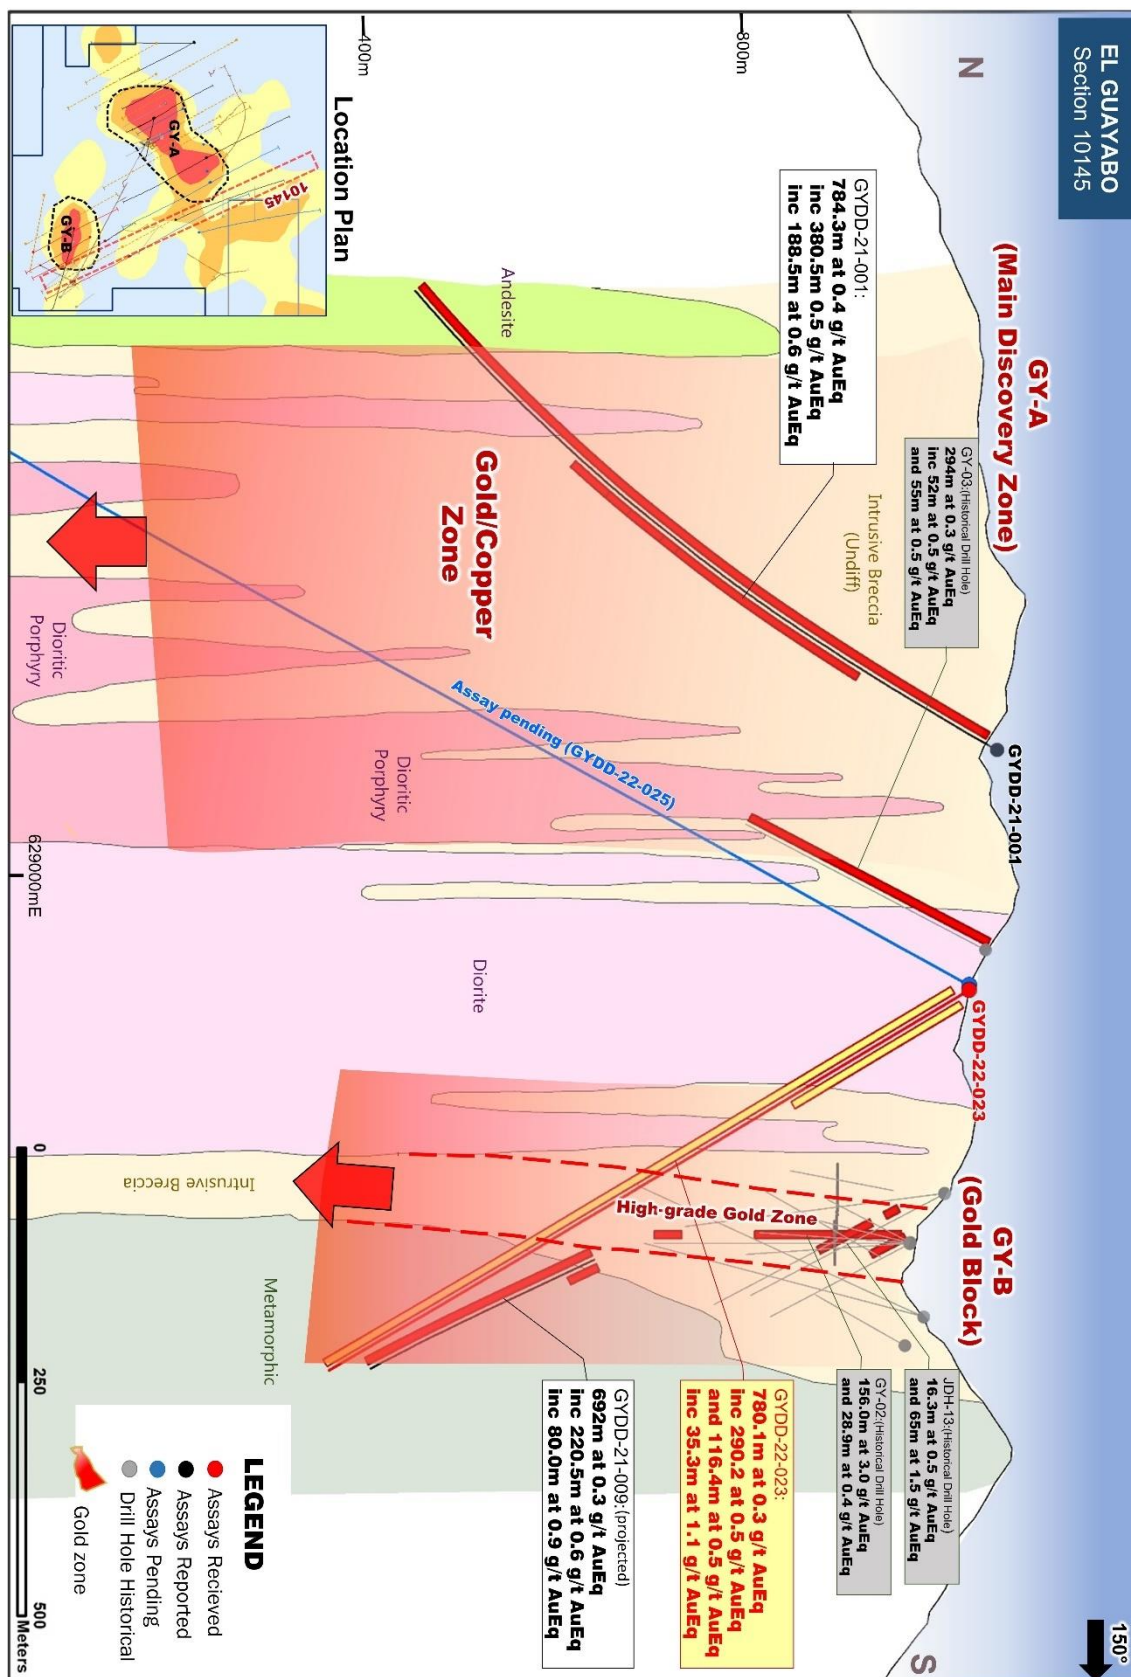 EL GUAYABO
Section 10145
N
150°
S
GY-A
(Main Discovery Zone)
GY-B
(Gold Block)
800m
400m
GYDD-21-001:
784.3m at 0.4 g/t AuEq
inc 380.5m 0.5 g/t AuEq
inc 188.5m at 0.6 g/t AuEq
GY-03:(Historical Drill Hole)
294m at 0.3 g/t AuEq
inc 52m at 0.5 g/t AuEq
and 55m at 0.5 g/t AuEq
GYDD-21-001
GYDD-22-023
JDH-13:(Historical Drill Hole)
16.3m at 0.5 g/t AuEq
and 65m at 1.5 g/t AuEq
GY-02:(Historical Drill Hole)
156.0m at 3.0 g/t AuEq
and 28.9m at 0.4 g/t AuEq
GYDD-22-023:
780.1m at 0.3 g/t AuEq
inc 290.2 at 0.5 g/t AuEq
and 116.4m at 0.5 g/t AuEq
inc 35.3m at 1.1 g/t AuEq
GYDD-21-009:(projected)
692m at 0.3 g/t AuEq
inc 220.5m at 0.6 g/t AuEq
inc 80.0m at 0.9 g/t AuEq
Intrusive Breccia
(Undiff)
Andesite
Gold/Copper
Zone
Assay pending (GYDD-22-025)
Dioritic
Porphyry
Dioritic
Porphyry
Diorite
High-grade Gold Zone
Intrusive Breccia
Metamorphic
Location Plan
GY-A
GY-B
10145
629000mE
LEGEND
Assays Recieved
Assays Reported
Assays Pending
Drill Hole Historical
Gold zone
0
250
500
Meters